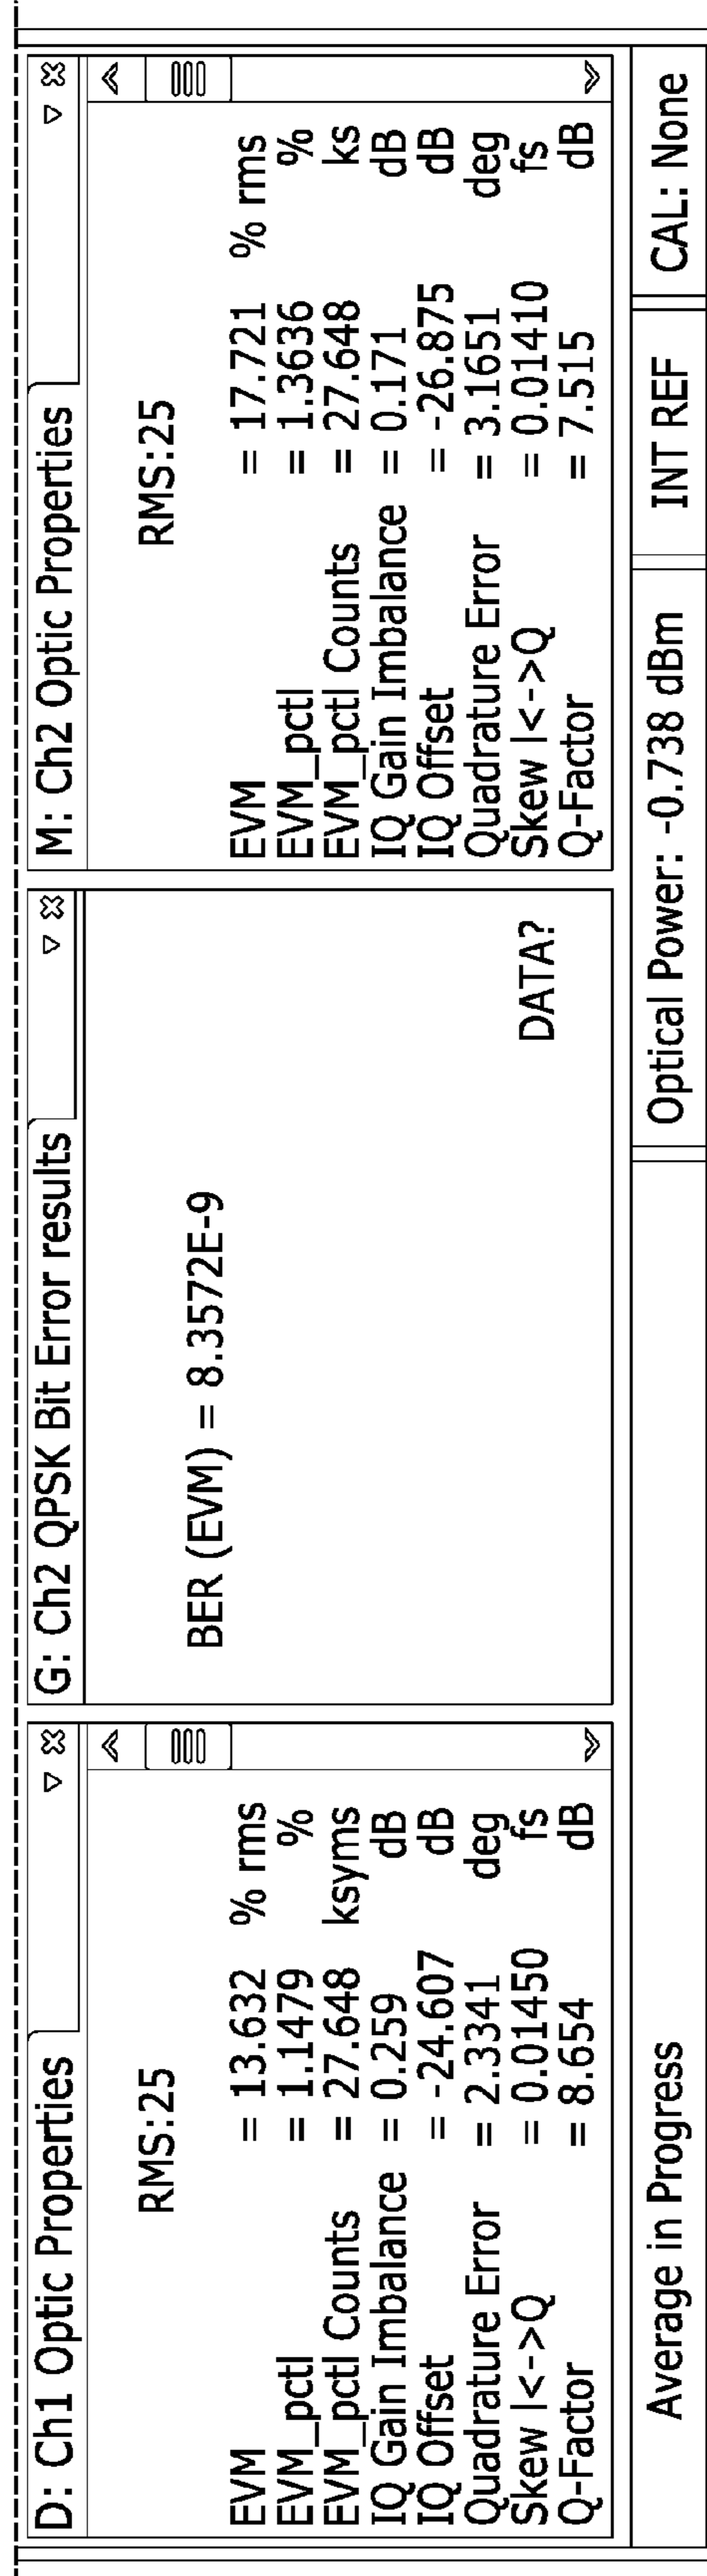 D: Ch1 Optic Properties
RMS:25
EVM = 13.632 % rms
EVM_pctl = 1.1479 %
EVM_pctl Counts = 27.648 ksyms
IQ Gain Imbalance = 0.259 dB
IQ Offset = -24.607 dB
Quadrature Error = 2.3341 deg
Skew I<->Q = 0.01450 fs
Q-Factor = 8.654 dB
G: Ch2 QPSK Bit Error results
BER (EVM) = 8.3572E-9
DATA?
M: Ch2 Optic Properties
RMS:25
EVM = 17.721 % rms
EVM_pctl = 1.3636 %
EVM_pctl Counts = 27.648 ks
IQ Gain Imbalance = 0.171 dB
IQ Offset = -26.875 dB
Quadrature Error = 3.1651 deg
Skew I<->Q = 0.01410 fs
Q-Factor = 7.515 dB
Average in Progress
Optical Power: -0.738 dBm
INT REF
CAL: None